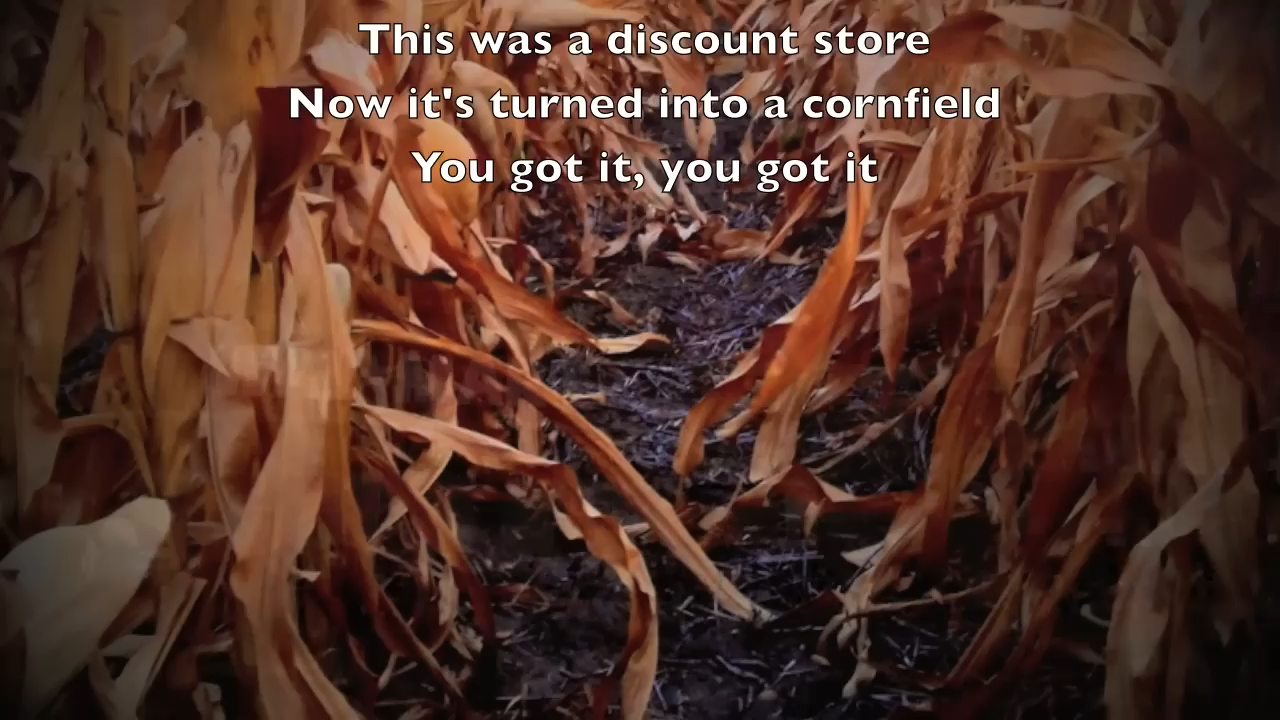 This was a discount store
Now it's turned into a cornfield
You got it, you got it